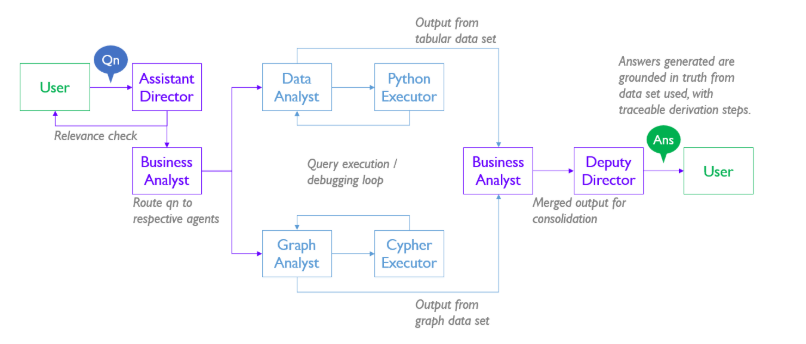 Output from
tabular data set
Qn
User
Assistant
Director
Relevance check
Business
Analyst
Route qn to
respective agents
Data
Analyst
Python
Executor
Query execution /
debugging loop
Graph
Analyst
Cypher
Executor
Output from
graph data set
Business
Analyst
Merged output for
consolidation
Deputy
Director
Answers generated are
grounded in truth from
data set used, with
traceable derivation steps.
Ans
User